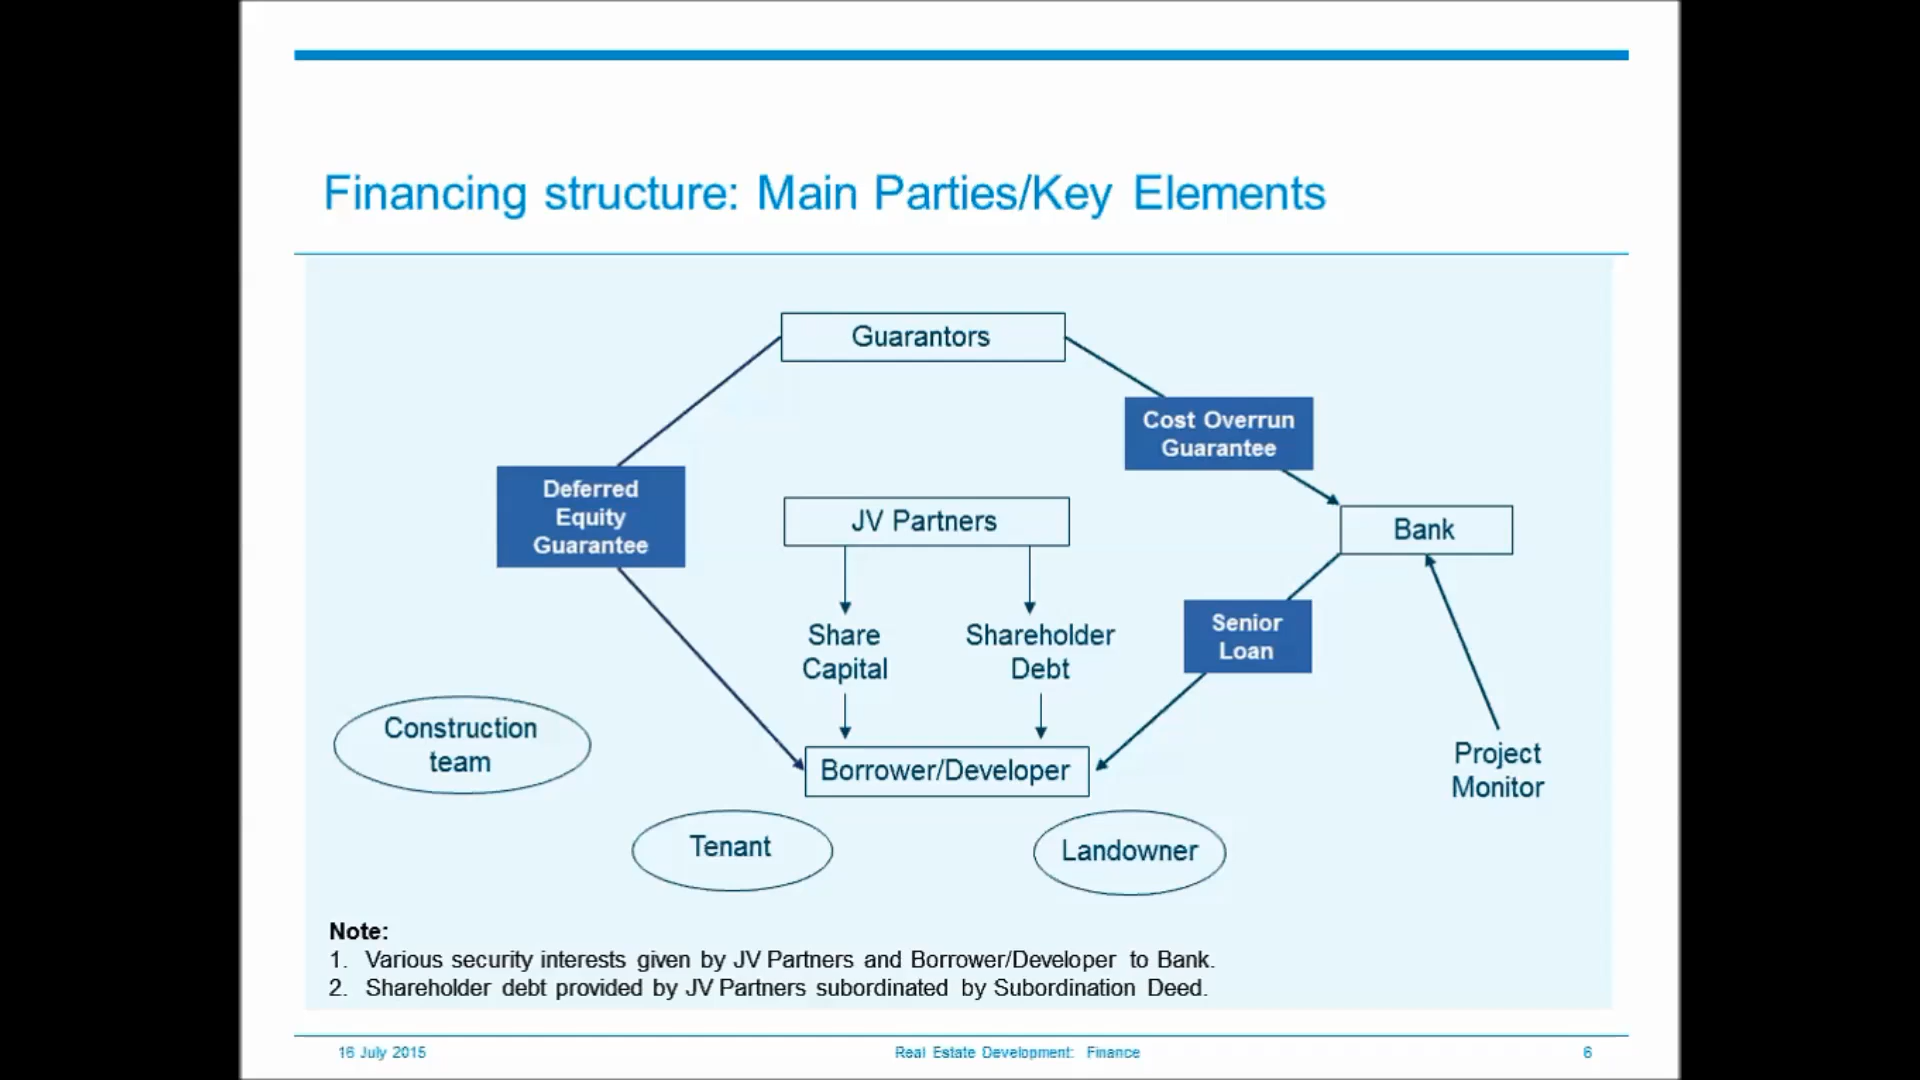 Financing structure: Main Parties/Key Elements
Guarantors
Cost Overrun
Guarantee
Deferred
Equity
Guarantee
JV Partners
Bank
Share
Capital
Shareholder
Debt
Senior
Loan
Construction
team
Borrower/Developer
Project
Monitor
Tenant
Landowner
Note:
1. Various security interests given by JV Partners and Borrower/Developer to Bank.
2. Shareholder debt provided by JV Partners subordinated by Subordination Deed.
16 July 2015
Real Estate Development: Finance
6